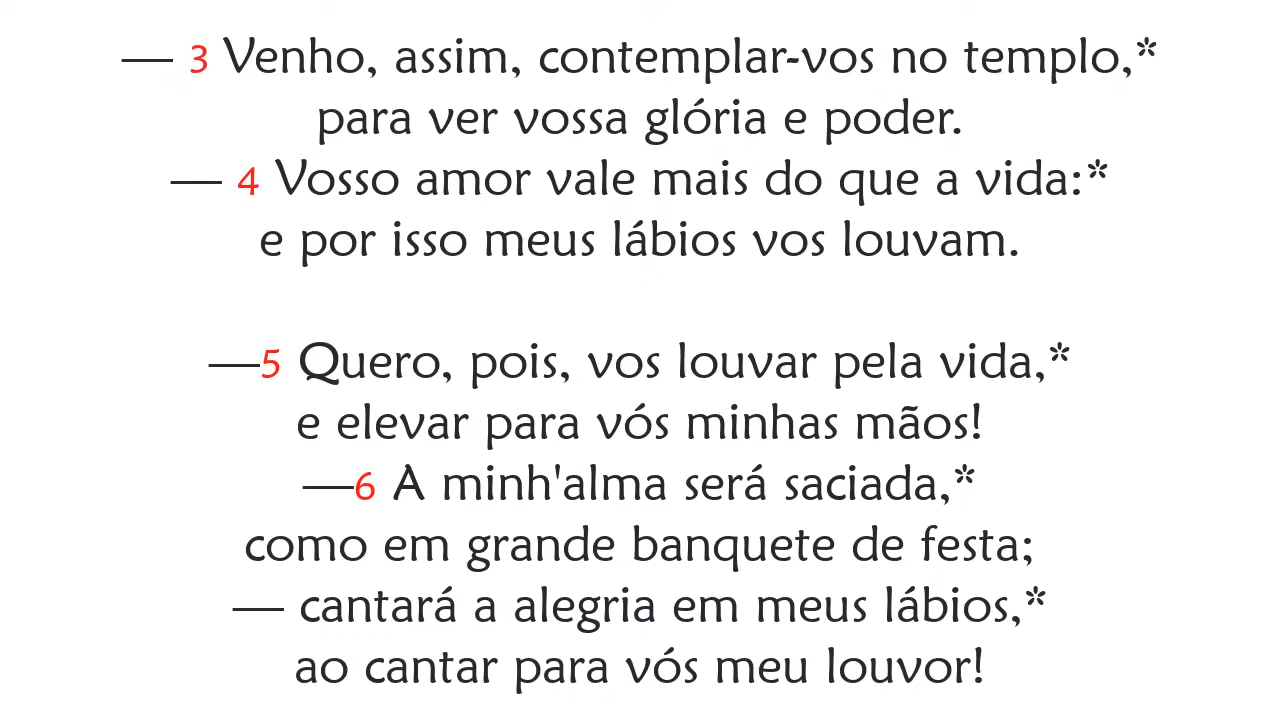 — 3 Venho, assim, contemplar-vos no templo,*
para ver vossa glória e poder.
— 4 Vosso amor vale mais do que a vida:*
e por isso meus lábios vos louvam.
—5 Quero, pois, vos louvar pela vida,*
e elevar para vós minhas mãos!
—6 A minh'alma será saciada,*
como em grande banquete de festa;
— cantará a alegria em meus lábios,*
ao cantar para vós meu louvor!